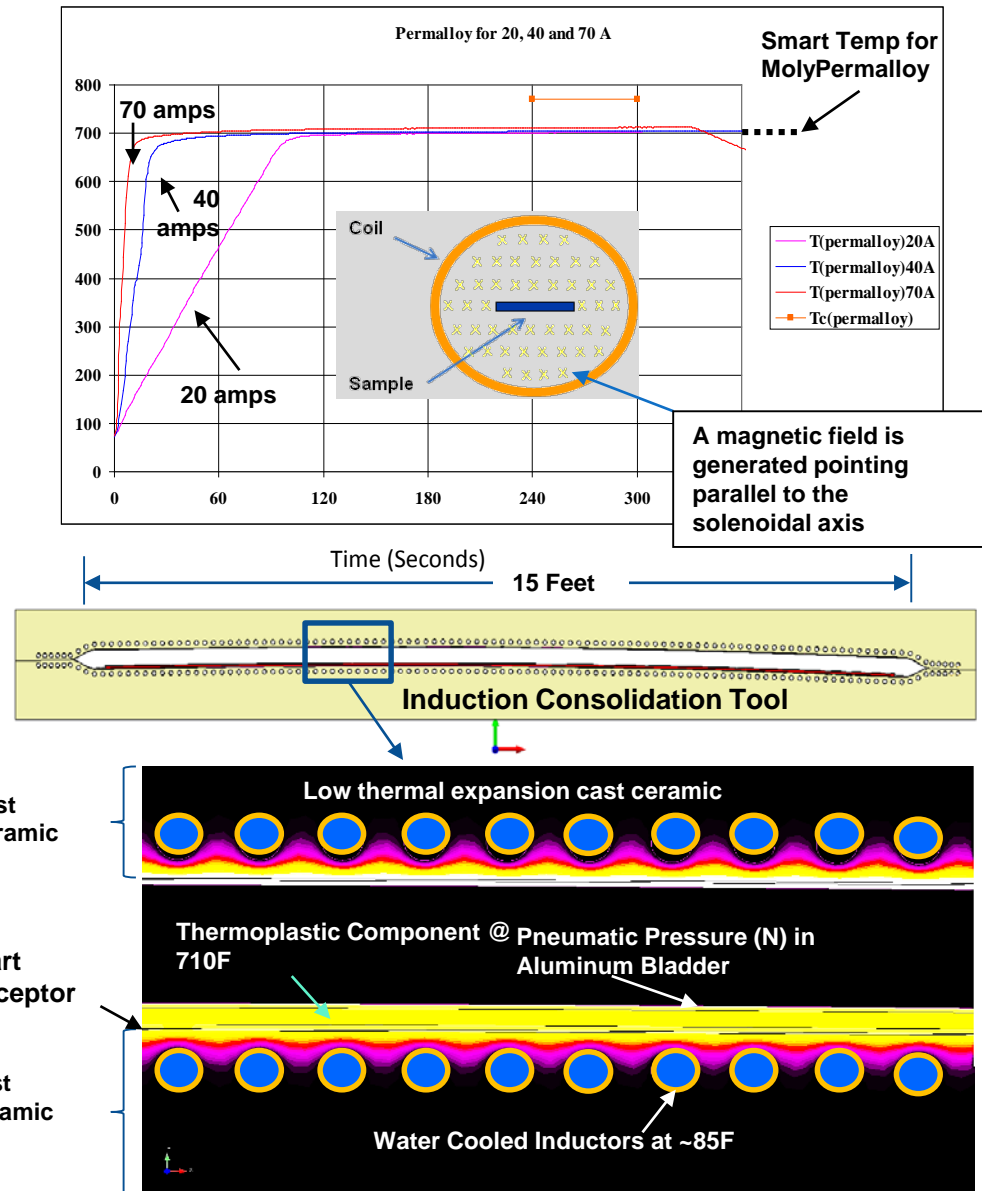 Permalloy for 20, 40 and 70 A
Smart Temp for
MolyPermalloy
800
700
600
500
400
300
200
100
0
0
60
120
180
240
300
70 amps
40
amps
20 amps
Coil
Sample
T(permalloy)20A
T(permalloy)40A
T(permalloy)70A
Tc(permalloy)
A magnetic field is
generated pointing
parallel to the
solenoidal axis
Time (Seconds)
15 Feet
Induction Consolidation Tool
Low thermal expansion cast ceramic
Thermoplastic Component @
710F
Pneumatic Pressure (N) in
Aluminum Bladder
Water Cooled Inductors at ~85F